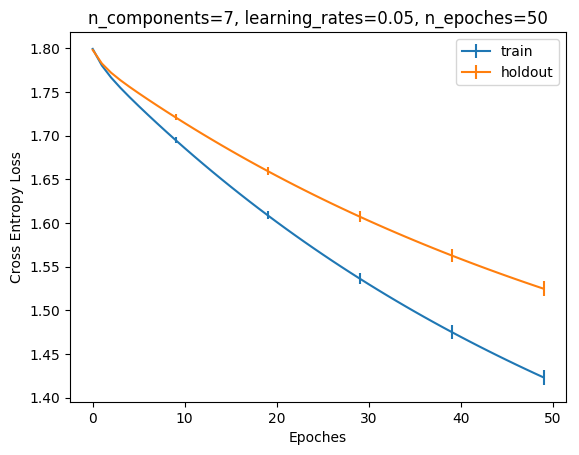 n_components=7, learning_rates=0.05, n_epoches=50
train
holdout
1.80
1.75
1.70
1.65
1.60
1.55
1.50
1.45
1.40
Cross Entropy Loss
0 10 20 30 40 50
Epoches